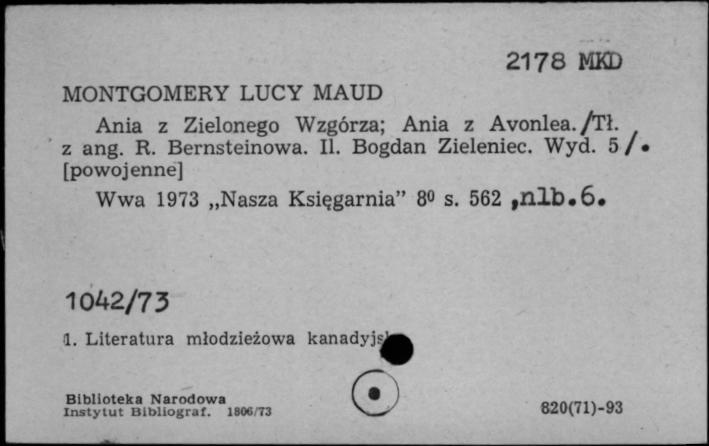 2178 MKD
MONTGOMERY LUCY MAUD
Ania z Zielonego Wzgórza; Ania z Avonlea./Tł.
z ang. R. Bernsteinowa. Il. Bogdan Zieleniec. Wyd. 5/.
[powojenne]
Wwa 1973 „Nasza Księgarnia” 8⁰ s. 562 ,nlb.6.
1042/73
1. Literatura młodzieżowa
Biblioteka Narodowa
Instytut Bibliograf. 1806/73
820(71)-93